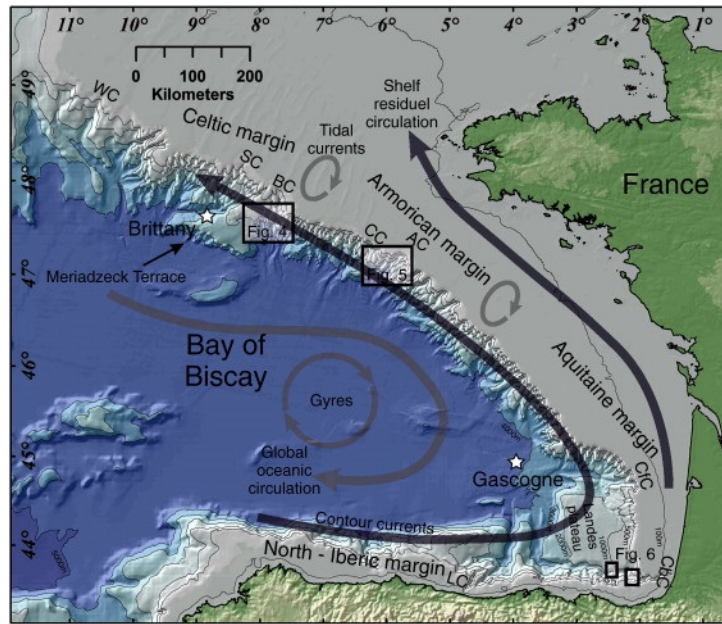 11° 10° 9° 8° 7° 6° 5° 4° 3° 2° 1°
0 100 200
Kilometers
49°
48°
47°
46°
45°
44°
WC
Celtic margin
SC
BC
Tidal
currents
Shelf
residuel
circulation
France
Armorican margin
Brittany
Fig. 4
CC
AC
Fig. 5
Meriadzeck Terrace
Bay of
Biscay
Gyres
Global
oceanic
circulation
Aquitaine margin
Gascogne
CfC
Landes
plateau
Contour currents
North - Iberic margin
LC
Fig. 6
CbC
1000m
500m
100m